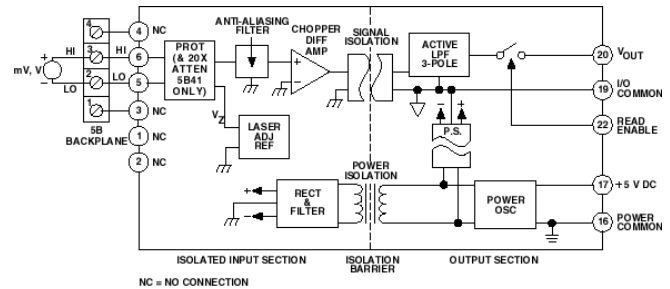 4
3
2
1
HI
LO
mV, V
+
−
5B
BACKPLANE
4
NC
HI
6
LO
5
3
NC
1
NC
2
NC
PROT
(& 20X
ATTEN
5B41
ONLY)
ANTI-ALIASING
FILTER
CHOPPER
DIFF
AMP
+
−
VZ
LASER
ADJ
REF
SIGNAL
ISOLATION
ACTIVE
LPF
3-POLE
20
VOUT
19
I/O
COMMON
22
READ
ENABLE
− +
P.S.
POWER
ISOLATION
+
−
RECT
&
FILTER
POWER
OSC
17
+5 V DC
16
POWER
COMMON
ISOLATED INPUT SECTION
ISOLATION
BARRIER
OUTPUT SECTION
NC = NO CONNECTION